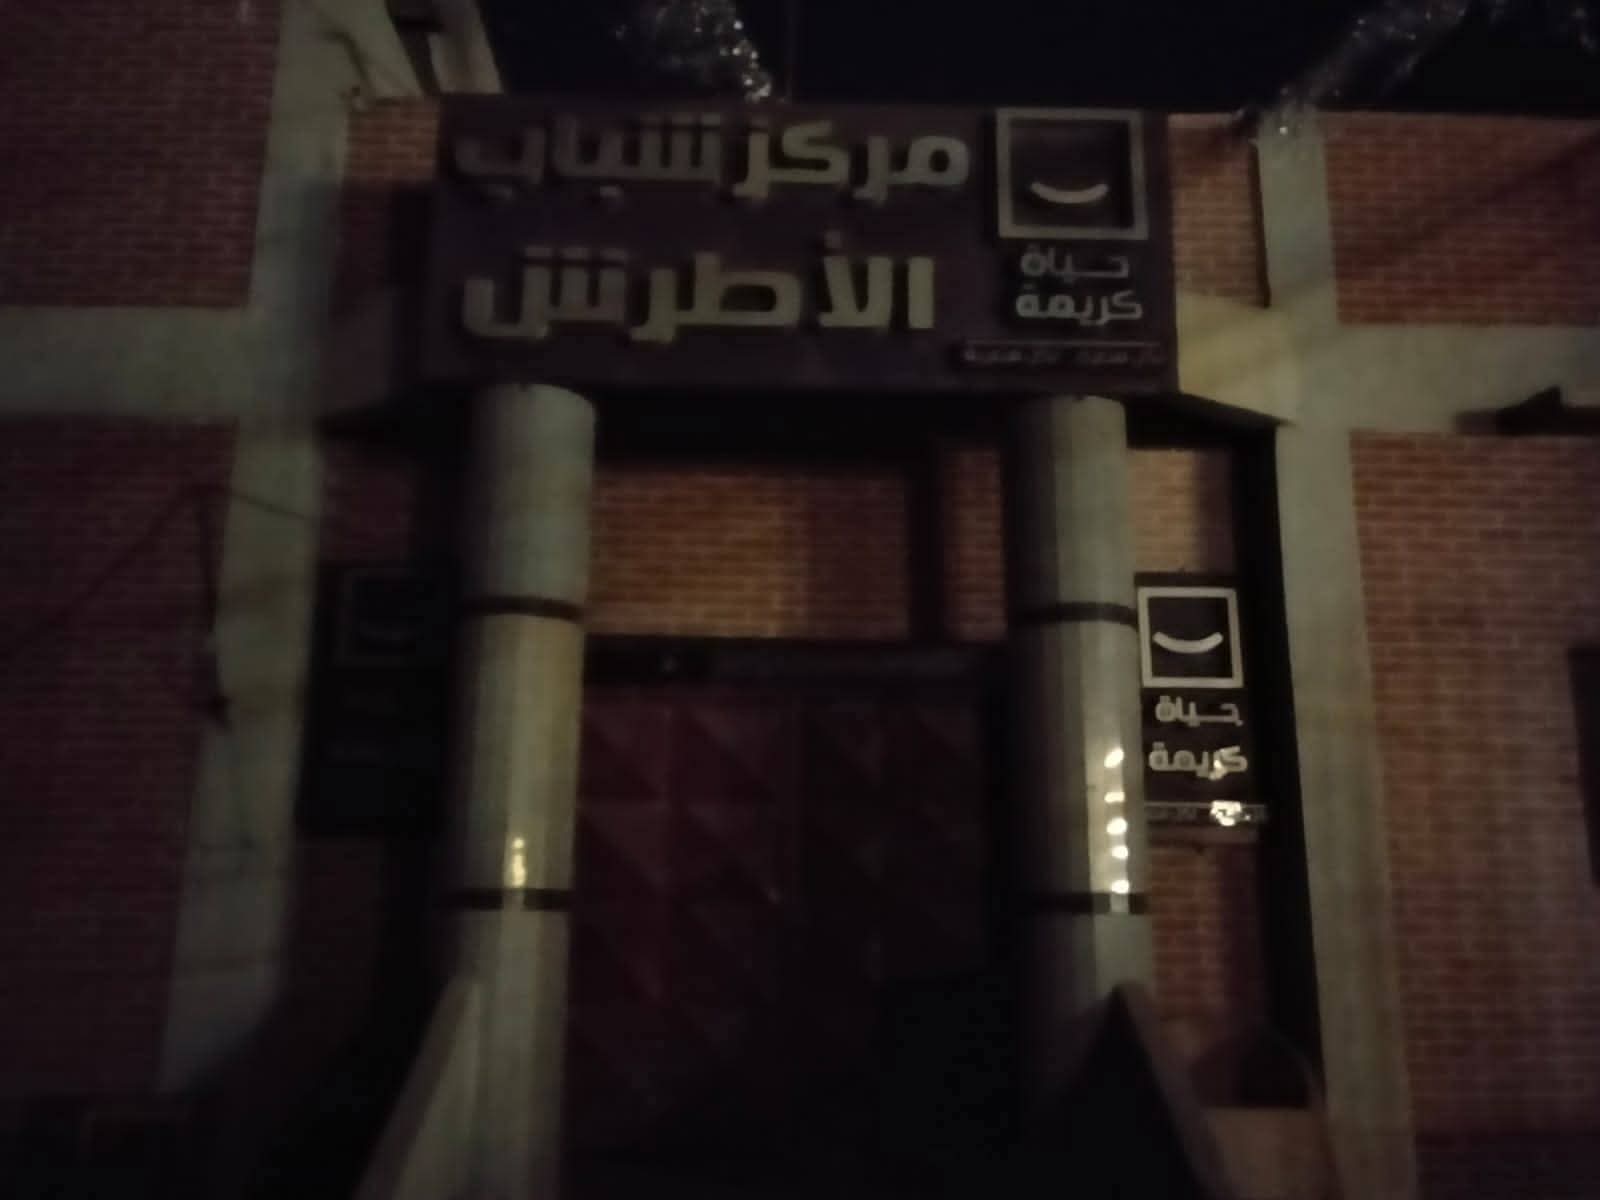 مركز شباب
الأطرش
حياة
كريمة
حياة
كريمة